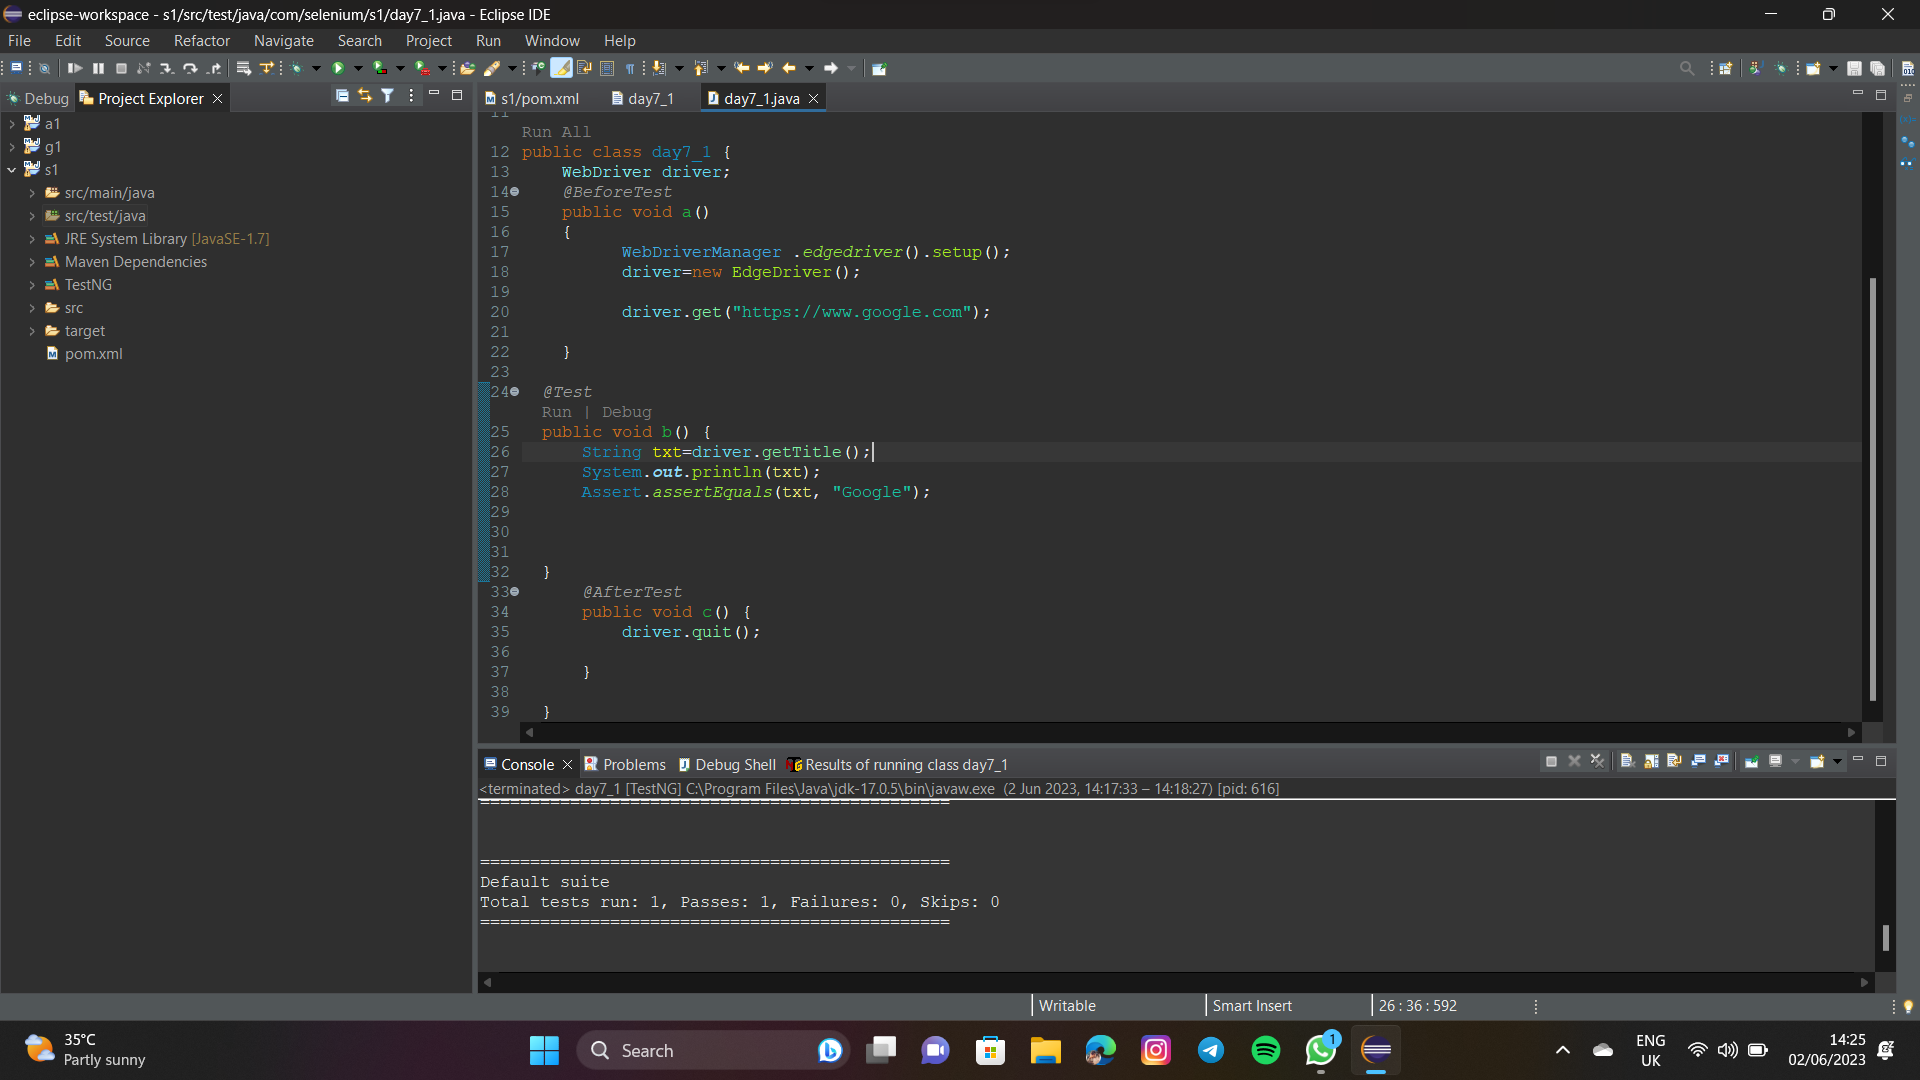 eclipse-workspace - s1/src/test/java/com/selenium/s1/day7_1.java - Eclipse IDE
File Edit Source Refactor Navigate Search Project Run Window Help
Debug Project Explorer
s1/pom.xml day7_1 day7_1.java
a1
g1
s1
src/main/java
src/test/java
JRE System Library [JavaSE-1.7]
Maven Dependencies
TestNG
src
target
pom.xml
11
Run All
12 public class day7_1 {
13 WebDriver driver;
14 @BeforeTest
15 public void a()
16 {
17 WebDriverManager .edgedriver().setup();
18 driver=new EdgeDriver();
19
20 driver.get("https://www.google.com");
21
22 }
23
24 @Test
Run | Debug
25 public void b() {
26 String txt=driver.getTitle();
27 System.out.println(txt);
28 Assert.assertEquals(txt, "Google");
29
30
31
32 }
33 @AfterTest
34 public void c() {
35 driver.quit();
36
37 }
38
39 }
Console Problems Debug Shell Results of running class day7_1
<terminated> day7_1 [TestNG] C:\Program Files\Java\jdk-17.0.5\bin\javaw.exe (2 Jun 2023, 14:17:33 – 14:18:27) [pid: 616]
===============================================
===============================================
Default suite
Total tests run: 1, Passes: 1, Failures: 0, Skips: 0
===============================================
Writable Smart Insert 26 : 36 : 592
35°C
Partly sunny
Search
1
ENG
UK
14:25
02/06/2023